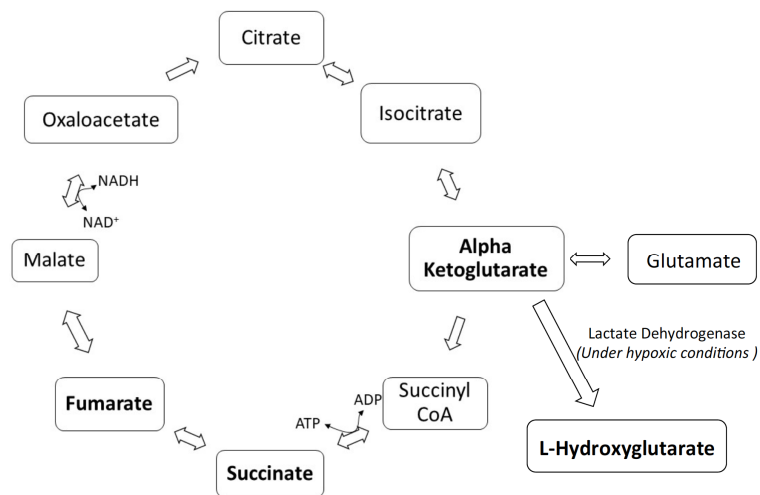 Citrate
Oxaloacetate
Isocitrate
NADH
NAD+
Malate
Alpha
Ketoglutarate
Glutamate
Lactate Dehydrogenase
(Under hypoxic conditions )
Fumarate
ATP
ADP
Succinyl
CoA
L-Hydroxyglutarate
Succinate